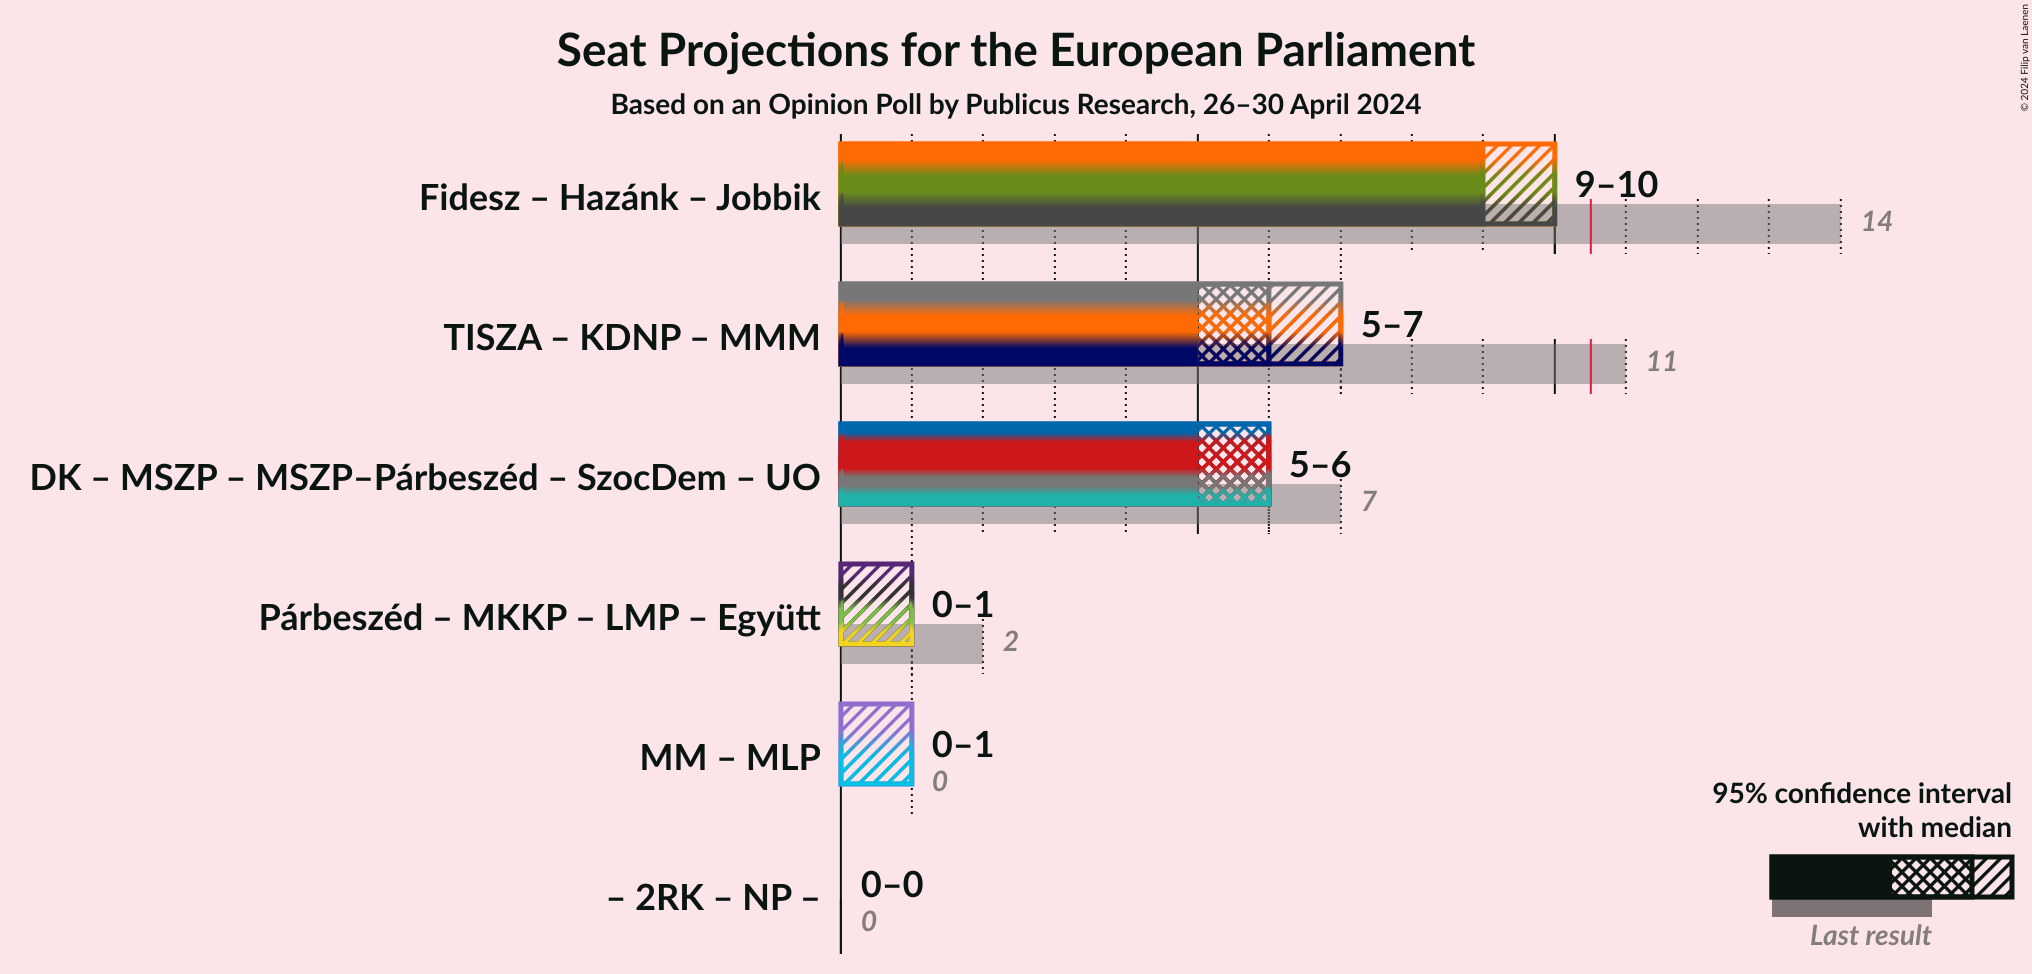 Seat Projections for the European Parliament
Based on an Opinion Poll by Publicus Research, 26–30 April 2024
© 2024 Filip van Laenen
Fidesz – Hazánk – Jobbik
9–10
14
TISZA – KDNP – MMM
5–7
11
DK – MSZP – MSZP–Párbeszéd – SzocDem – UO
5–6
7
Párbeszéd – MKKP – LMP – Együtt
0–1
2
MM – MLP
0–1
0
– 2RK – NP –
0–0
0
95% confidence interval
with median
Last result